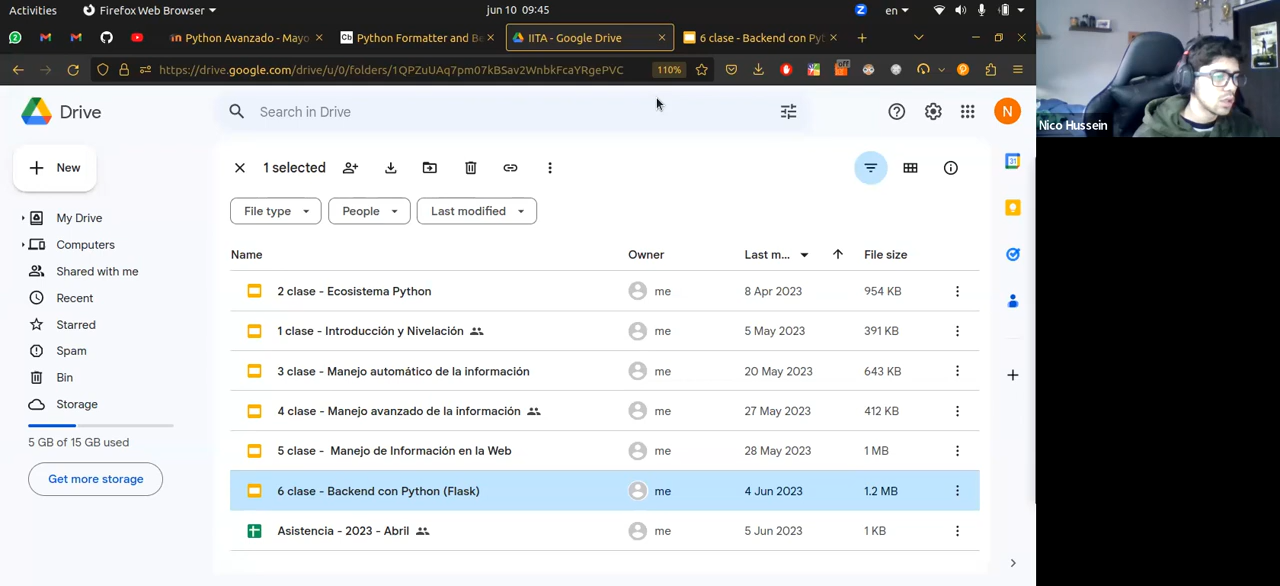 Activities
Firefox Web Browser
jun 10 09:45
Z
en
2
Python Avanzado - Mayo
Cb
Python Formatter and Be
IITA - Google Drive
6 clase - Backend con Pyt
https://drive.google.com/drive/u/0/folders/1QPZuUAq7pm07kBSav2WnbkFcaYRgePVC
110%
off
Nico Hussein
Drive
Search in Drive
N
New
1 selected
My Drive
Computers
Shared with me
Recent
Starred
Spam
Bin
Storage
5 GB of 15 GB used
Get more storage
File type
People
Last modified
Name
Owner
Last m...
File size
2 clase - Ecosistema Python
me
8 Apr 2023
954 KB
1 clase - Introducción y Nivelación
me
5 May 2023
391 KB
3 clase - Manejo automático de la información
me
20 May 2023
643 KB
4 clase - Manejo avanzado de la información
me
27 May 2023
412 KB
5 clase - Manejo de Información en la Web
me
28 May 2023
1 MB
6 clase - Backend con Python (Flask)
me
4 Jun 2023
1.2 MB
Asistencia - 2023 - Abril
me
5 Jun 2023
1 KB